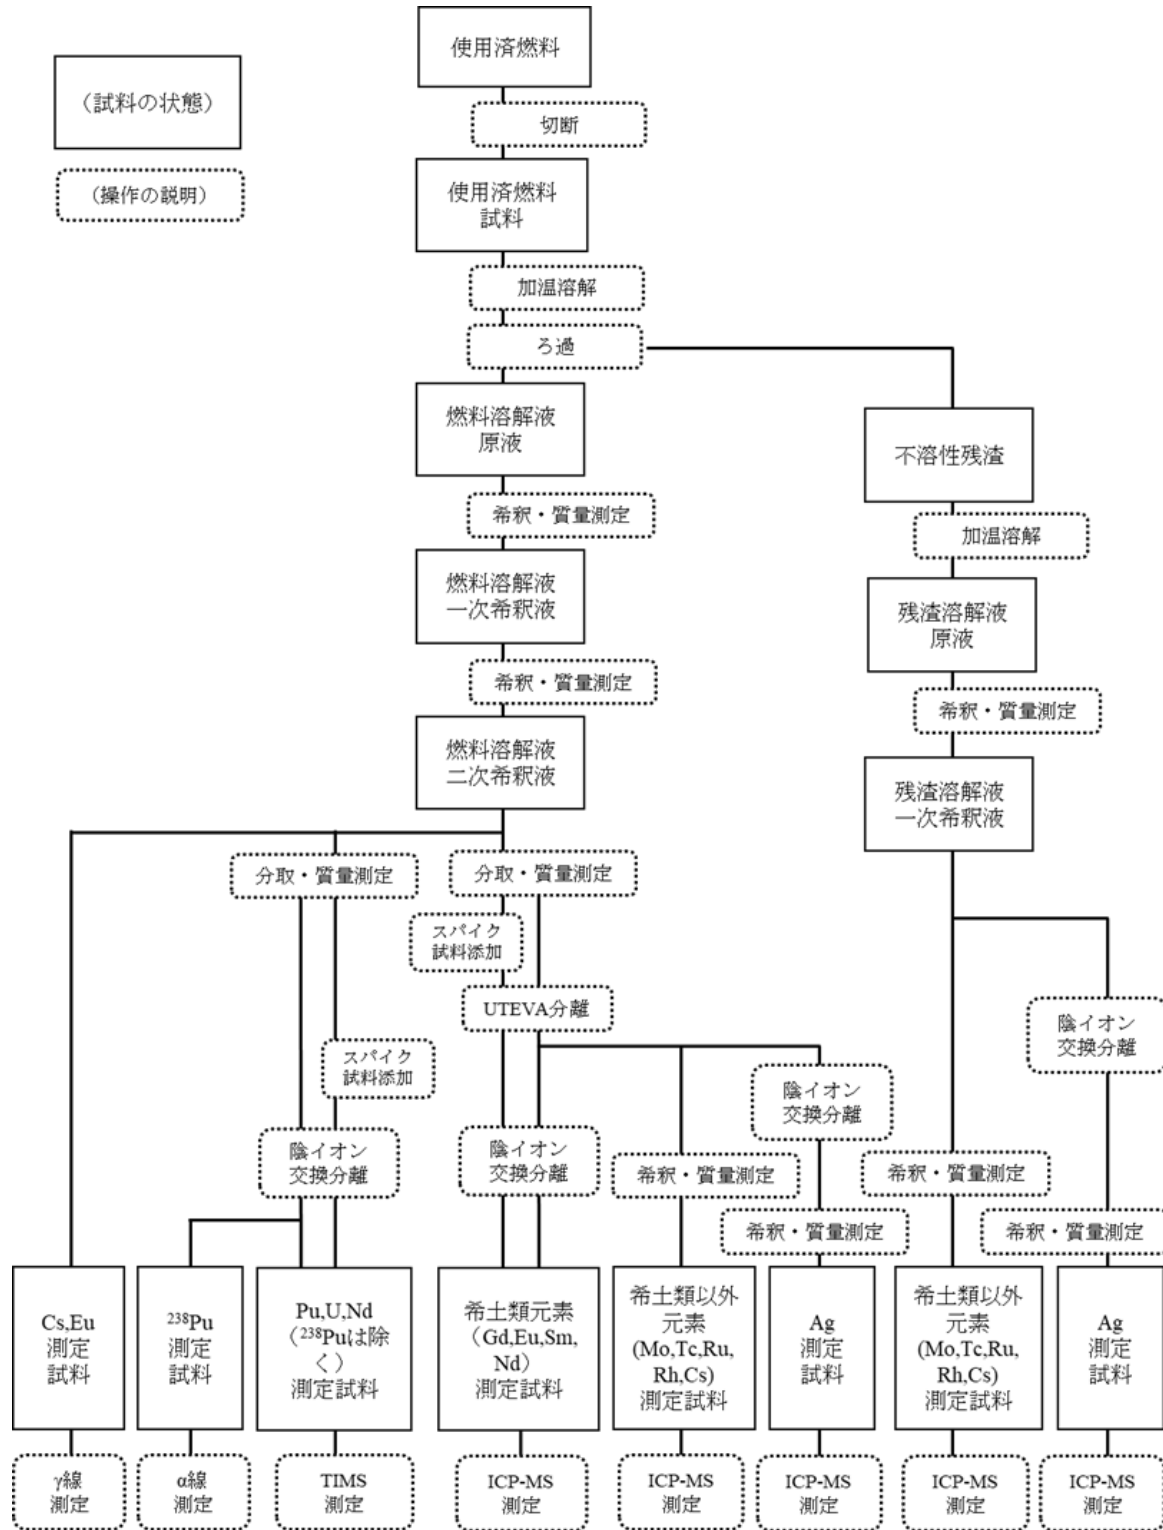 使用済燃料
（試料の状態）
切断
（操作の説明）
使用済燃料
試料
加温溶解
ろ過
燃料溶解液
原液
不溶性残渣
希釈・質量測定
加温溶解
燃料溶解液
一次希釈液
残渣溶解液
原液
希釈・質量測定
希釈・質量測定
燃料溶解液
二次希釈液
残渣溶解液
一次希釈液
分取・質量測定
分取・質量測定
スパイク
試料添加
UTEVA分離
陰イオン
交換分離
スパイク
試料添加
陰イオン
交換分離
陰イオン
交換分離
陰イオン
交換分離
希釈・質量測定
希釈・質量測定
希釈・質量測定
希釈・質量測定
Cs,Eu
測定
試料
²³⁸Pu
測定
試料
Pu,U,Nd
（²³⁸Puは除
く）
測定試料
希土類元素
（Gd,Eu,Sm,
Nd）
測定試料
希土類以外
元素
(Mo,Tc,Ru,
Rh,Cs)
測定試料
Ag
測定
試料
希土類以外
元素
(Mo,Tc,Ru,
Rh,Cs)
測定試料
Ag
測定
試料
γ線
測定
α線
測定
TIMS
測定
ICP-MS
測定
ICP-MS
測定
ICP-MS
測定
ICP-MS
測定
ICP-MS
測定